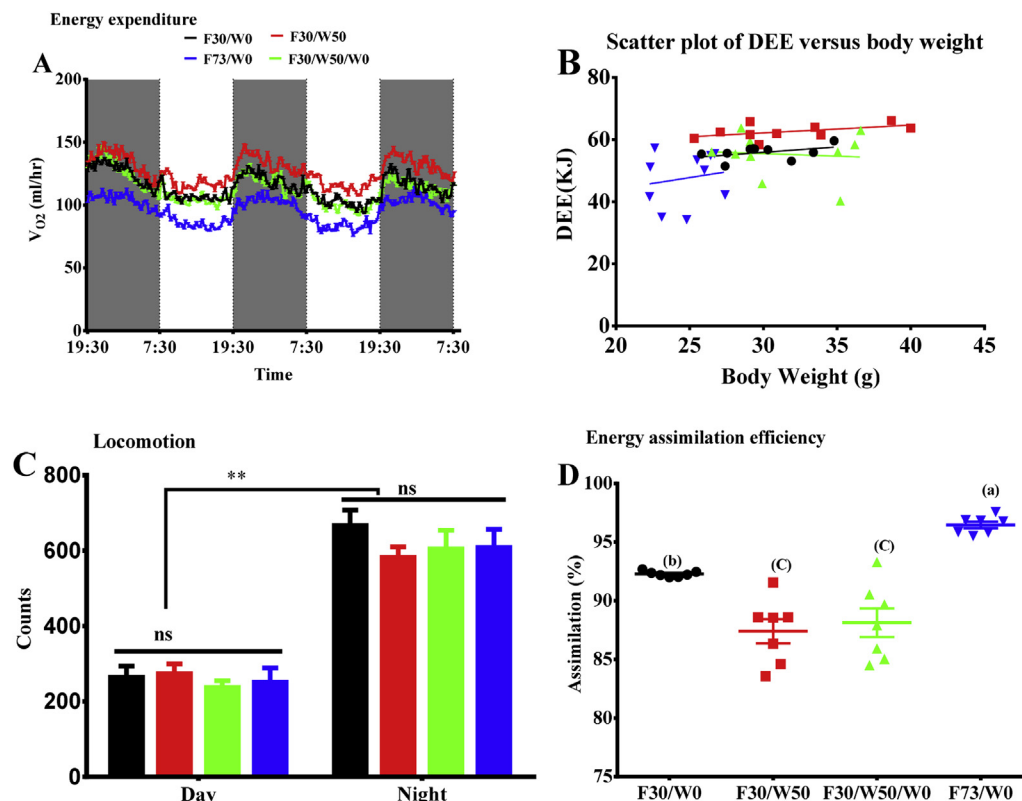 Energy expenditure
F30/W0 F30/W50
F73/W0 F30/W50/W0
A
200
150
100
50
0
V_O2 (ml/hr)
19:30 7:30 19:30 7:30 19:30 7:30
Time
Scatter plot of DEE versus body weight
B
80
60
40
20
0
DEE(KJ)
20 25 30 35 40 45
Body Weight (g)
Locomotion
C
800
600
400
200
0
Counts
**
ns
ns
Day Night
Energy assimilation efficiency
D
100
95
90
85
80
75
Assimilation (%)
(b)
(C)
(C)
(a)
F30/W0 F30/W50 F30/W50/W0 F73/W0